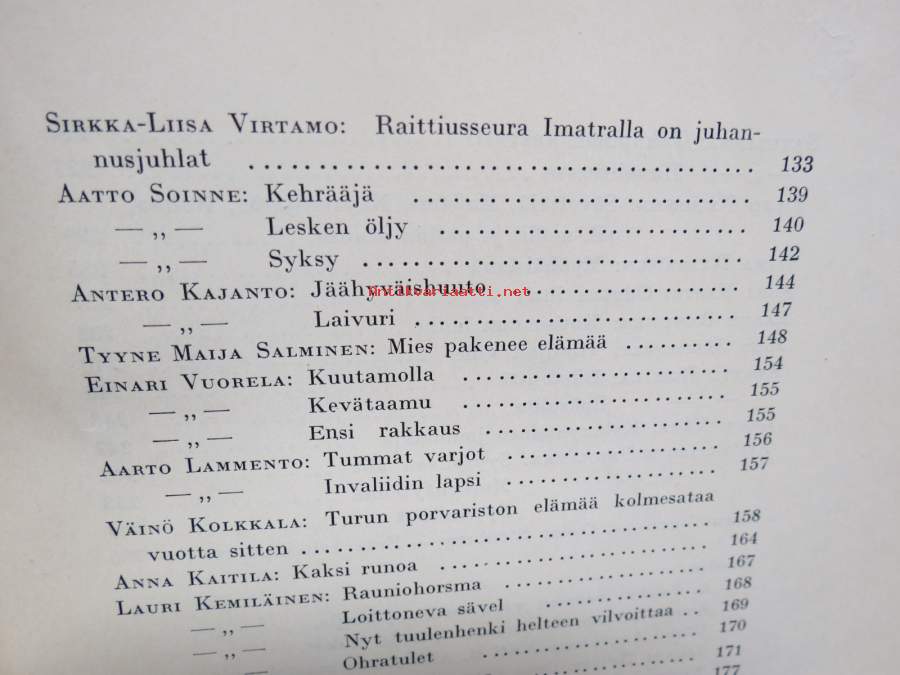 SIRKKA-LIISA VIRTAMO: Raittiusseura Imatralla on juhan-
nusjuhlat .................................. 133
AATTO SOINNE: Kehrääjä ....................... 139
— ,, — Lesken öljy ...................... 140
— ,, — Syksy ........................... 142
ANTERO KAJANTO: Jäähyväishuuto ............... 144
Antikvariaatti.net
— ,, — Laivuri ...................... 147
TYYNE MAIJA SALMINEN: Mies pakenee elämää ........ 148
EINARI VUORELA: Kuutamolla .................. 154
— ,, — Kevätaamu .................. 155
— ,, — Ensi rakkaus ................ 155
AARTO LAMMENTO: Tummat varjot .............. 156
— ,, — Invaliidin lapsi .............. 157
VÄINÖ KOLKKALA: Turun porvariston elämää kolmesataa
vuotta sitten ............................ 158
ANNA KAITILA: Kaksi runoa .................. 164
LAURI KEMILÄINEN: Rauniohorsma .............. 167
— ,, — Loittoneva sävel .......... 168
— ,, — Nyt tuulenhenki helteen vilvoittaa .. 169
— ,, — Ohratulet .............. 170
171
177